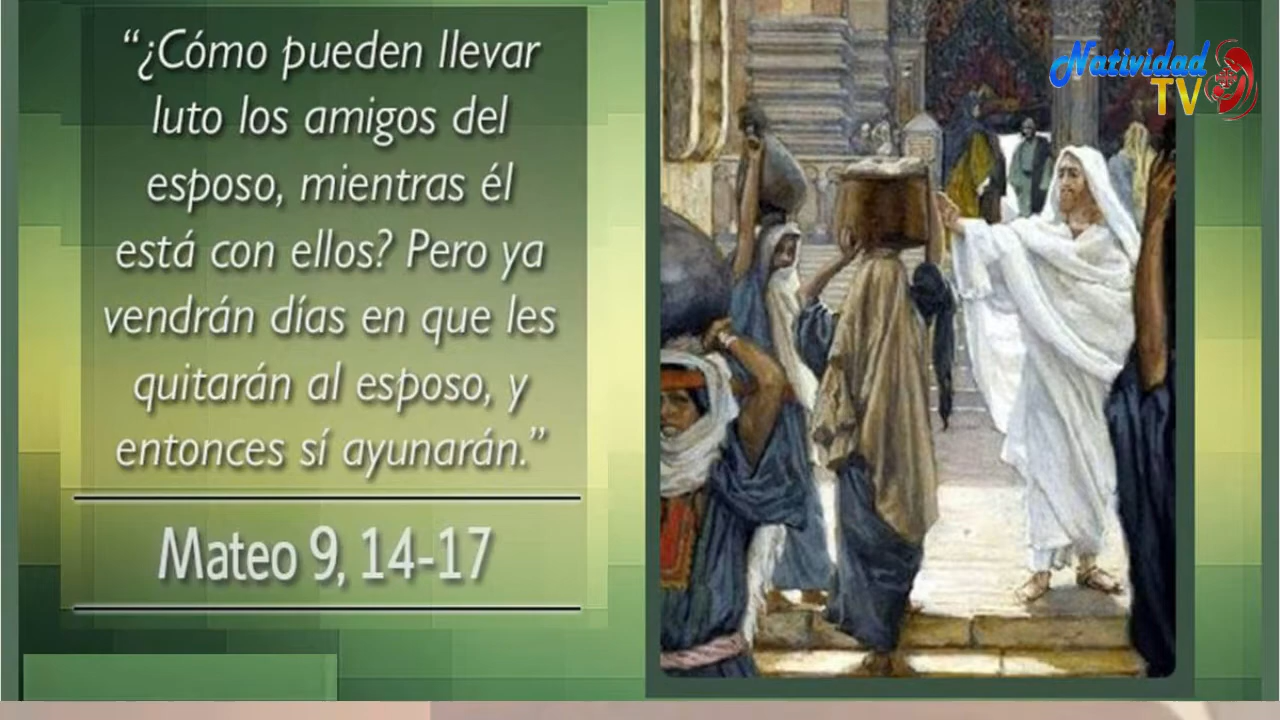 “¿Cómo pueden llevar
luto los amigos del
esposo, mientras él
está con ellos? Pero ya
vendrán días en que les
quitarán al esposo, y
entonces sí ayunarán.”
Mateo 9, 14-17
Natividad
TV